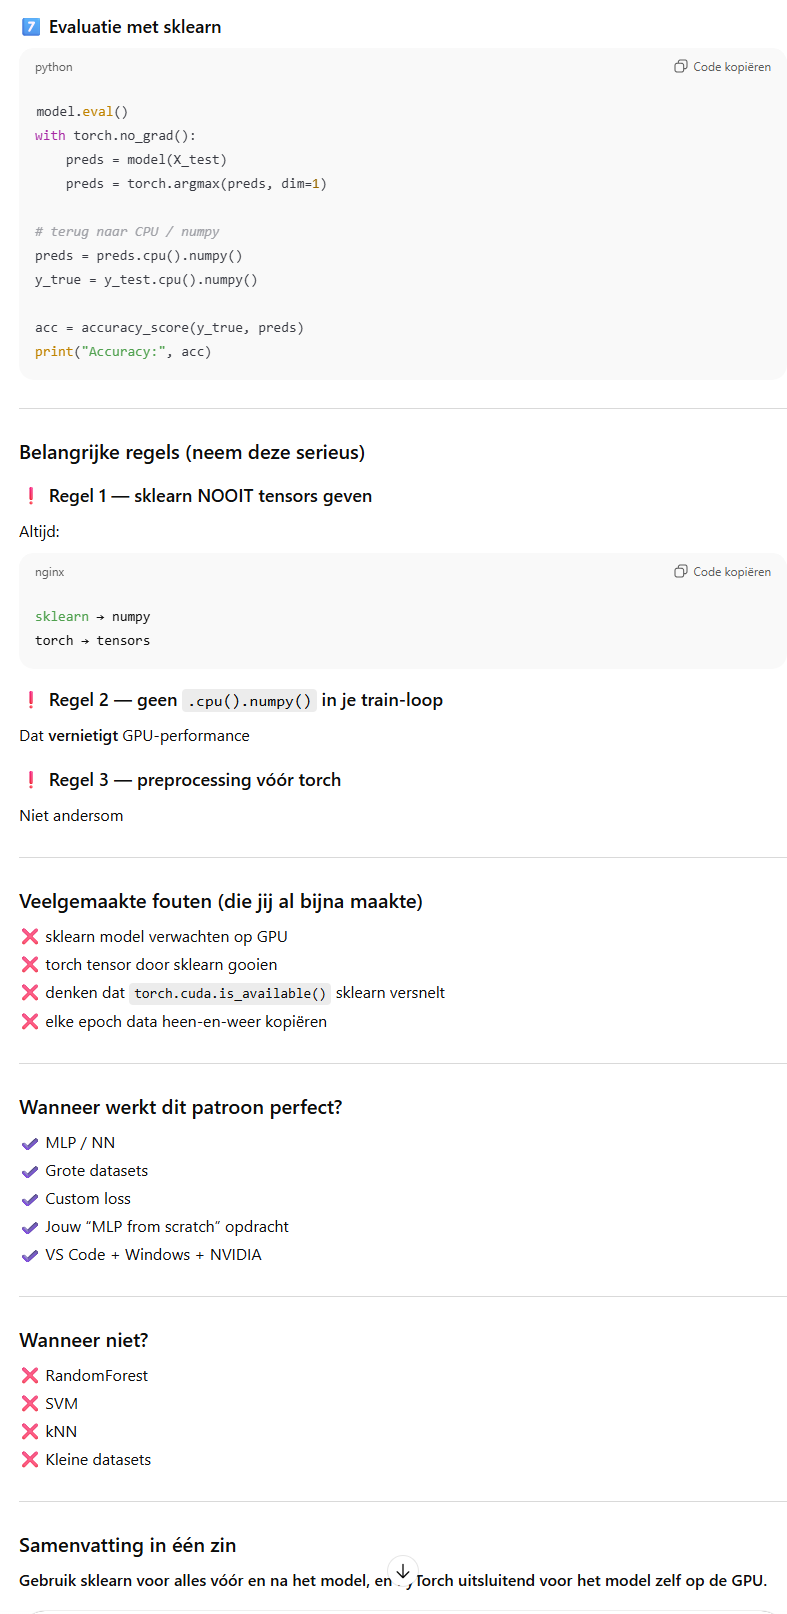 7 Evaluatie met sklearn
python
Code kopiëren
model.eval()
with torch.no_grad():
    preds = model(X_test)
    preds = torch.argmax(preds, dim=1)
# terug naar CPU / numpy
preds = preds.cpu().numpy()
y_true = y_test.cpu().numpy()
acc = accuracy_score(y_true, preds)
print("Accuracy:", acc)
Belangrijke regels (neem deze serieus)
❗ Regel 1 — sklearn NOOIT tensors geven
Altijd:
nginx
Code kopiëren
sklearn → numpy
torch → tensors
❗ Regel 2 — geen .cpu().numpy() in je train-loop
Dat vernietigt GPU-performance
❗ Regel 3 — preprocessing vóór torch
Niet andersom
Veelgemaakte fouten (die jij al bijna maakte)
❌ sklearn model verwachten op GPU
❌ torch tensor door sklearn gooien
❌ denken dat torch.cuda.is_available() sklearn versnelt
❌ elke epoch data heen-en-weer kopiëren
Wanneer werkt dit patroon perfect?
✔ MLP / NN
✔ Grote datasets
✔ Custom loss
✔ Jouw “MLP from scratch” opdracht
✔ VS Code + Windows + NVIDIA
Wanneer niet?
❌ RandomForest
❌ SVM
❌ kNN
❌ Kleine datasets
Samenvatting in één zin
Gebruik sklearn voor alles vóór en na het model, en Torch uitsluitend voor het model zelf op de GPU.